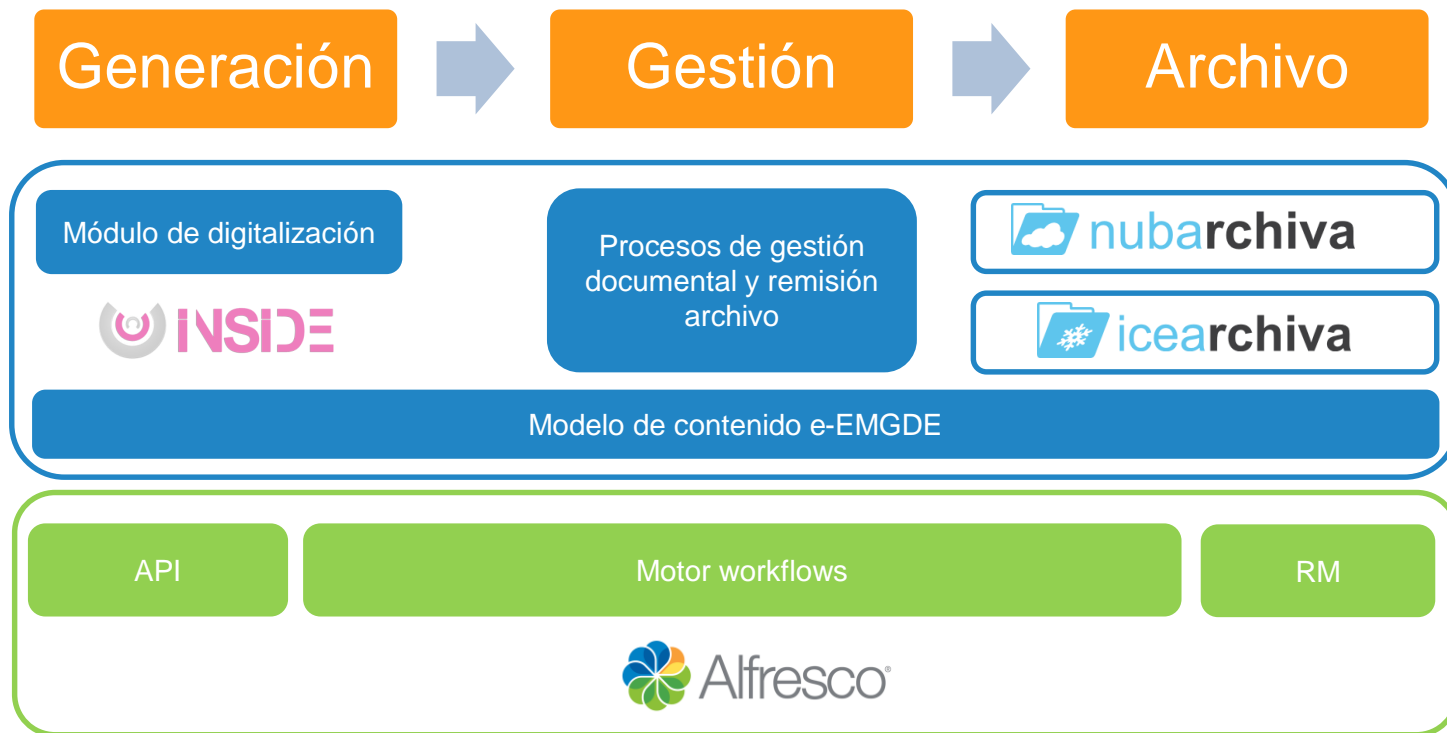 Generación
Gestión
Archivo
Módulo de digitalización
INSIDE
Procesos de gestión
documental y remisión
archivo
nubarchiva
icearchiva
Modelo de contenido e-EMGDE
API
Motor workflows
RM
Alfresco®